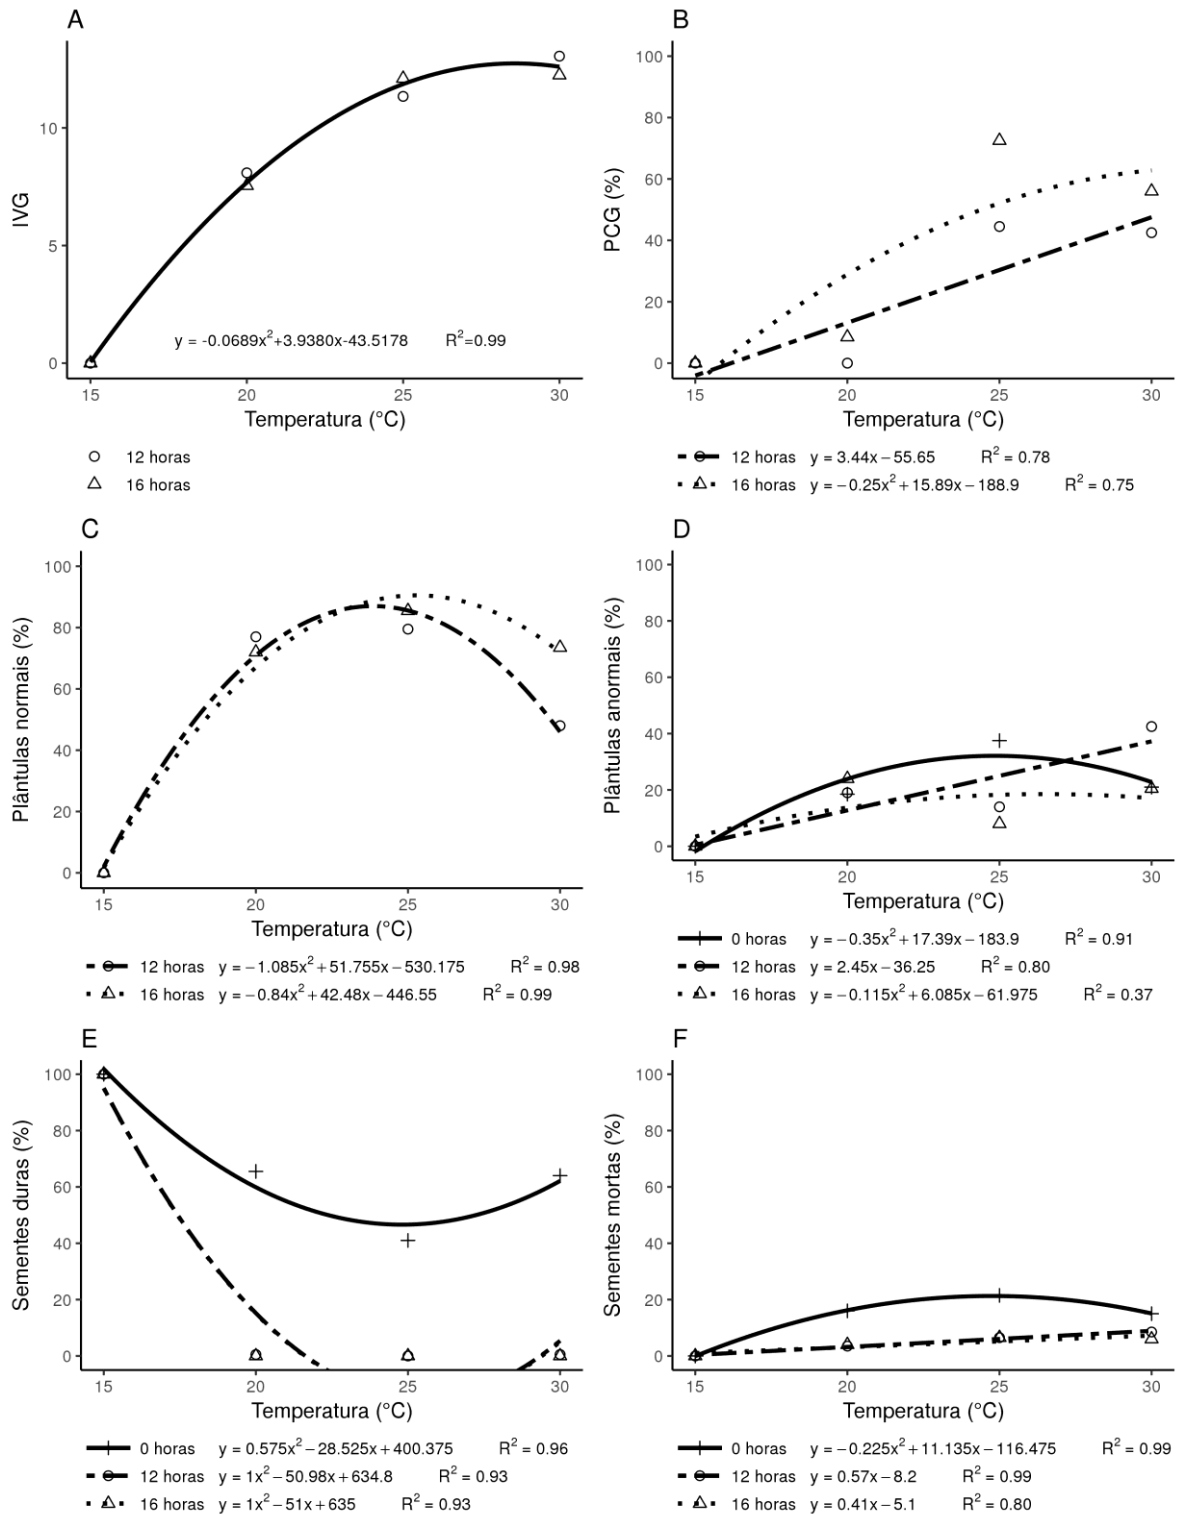 A
IVG
10
5
0
y = -0.0689x²+3.9380x-43.5178 R²=0.99
15 20 25 30
Temperatura (°C)
12 horas
16 horas
B
PCG (%)
100
80
60
40
20
0
15 20 25 30
Temperatura (°C)
12 horas y = 3.44x − 55.65 R² = 0.78
16 horas y = −0.25x² + 15.89x − 188.9 R² = 0.75
C
Plântulas normais (%)
100
80
60
40
20
0
15 20 25 30
Temperatura (°C)
12 horas y = −1.085x² + 51.755x − 530.175 R² = 0.98
16 horas y = −0.84x² + 42.48x − 446.55 R² = 0.99
D
Plântulas anormais (%)
100
80
60
40
20
0
15 20 25 30
Temperatura (°C)
0 horas y = −0.35x² + 17.39x − 183.9 R² = 0.91
12 horas y = 2.45x − 36.25 R² = 0.80
16 horas y = −0.115x² + 6.085x − 61.975 R² = 0.37
E
Sementes duras (%)
100
80
60
40
20
0
15 20 25 30
Temperatura (°C)
0 horas y = 0.575x² − 28.525x + 400.375 R² = 0.96
12 horas y = 1x² − 50.98x + 634.8 R² = 0.93
16 horas y = 1x² − 51x + 635 R² = 0.93
F
Sementes mortas (%)
100
80
60
40
20
0
15 20 25 30
Temperatura (°C)
0 horas y = −0.225x² + 11.135x − 116.475 R² = 0.99
12 horas y = 0.57x − 8.2 R² = 0.99
16 horas y = 0.41x − 5.1 R² = 0.80